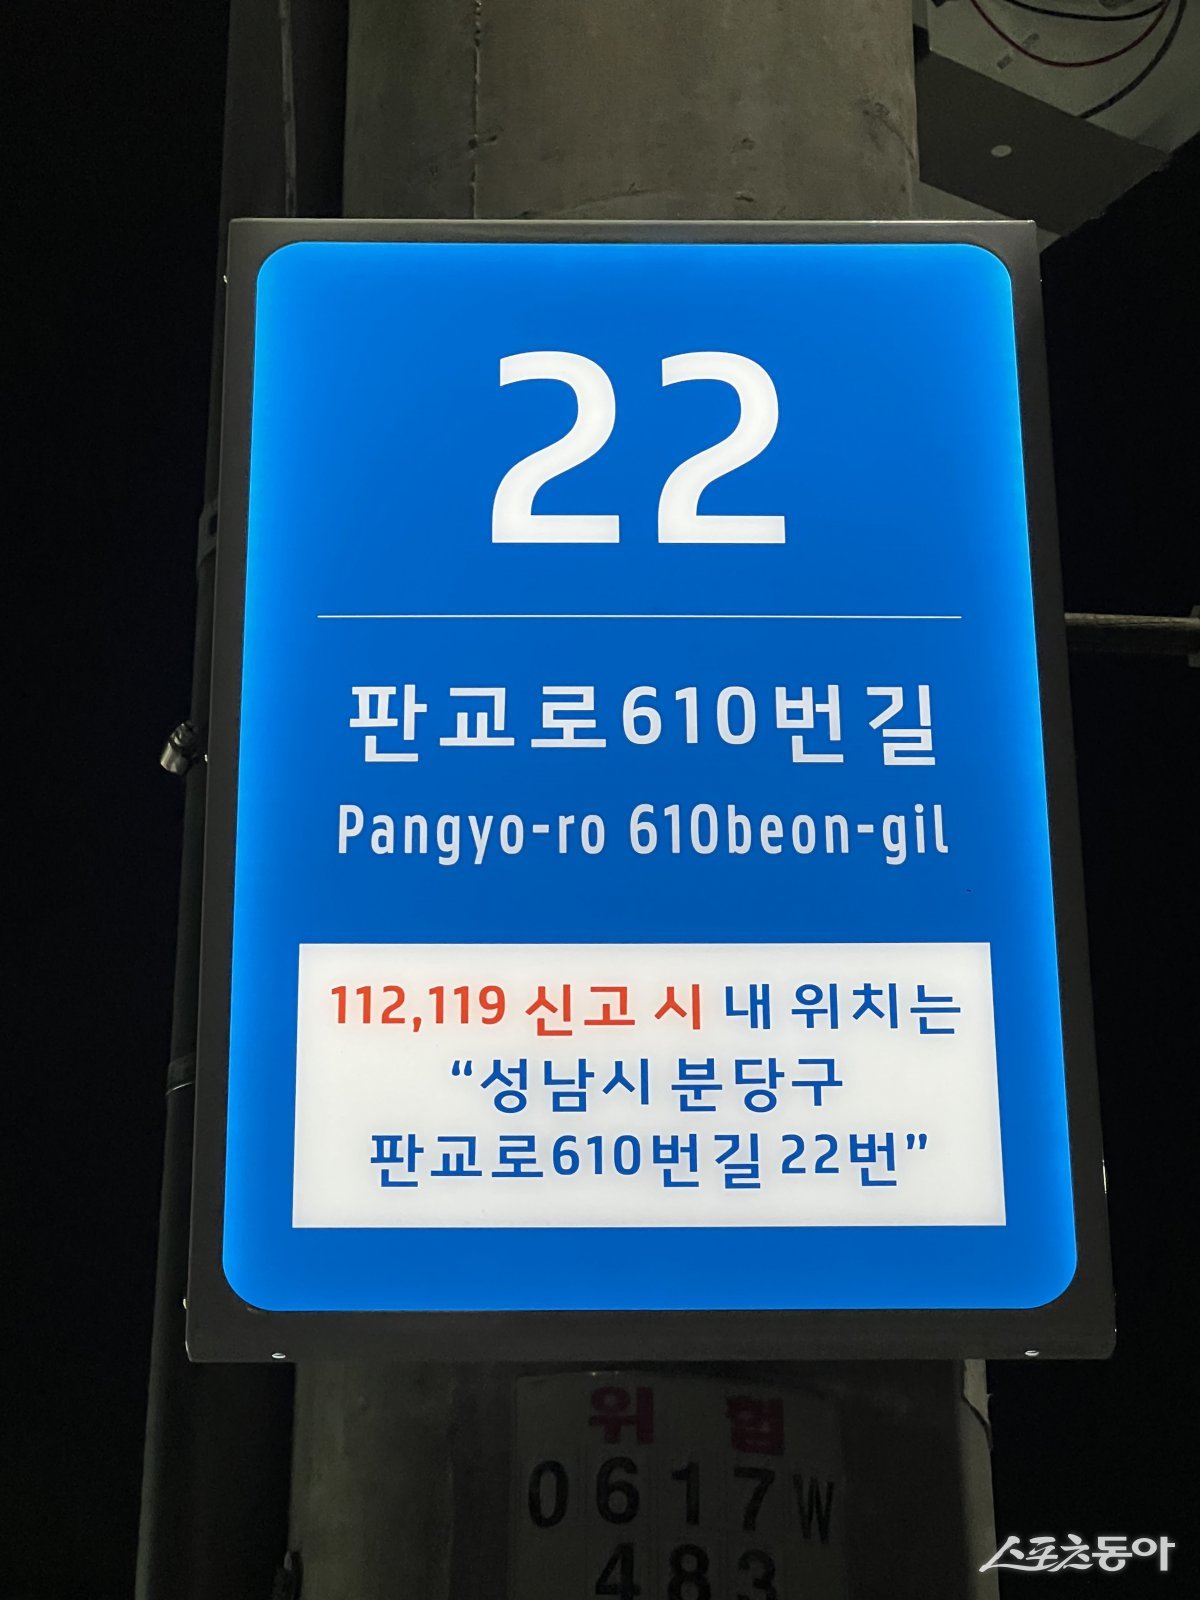 22
판교로610번길
Pangyo-ro 610beon-gil
112,119 신고 시 내 위치는
“성남시 분당구
판교로610번길 22번”
위 험
0617W
483
스포츠동아